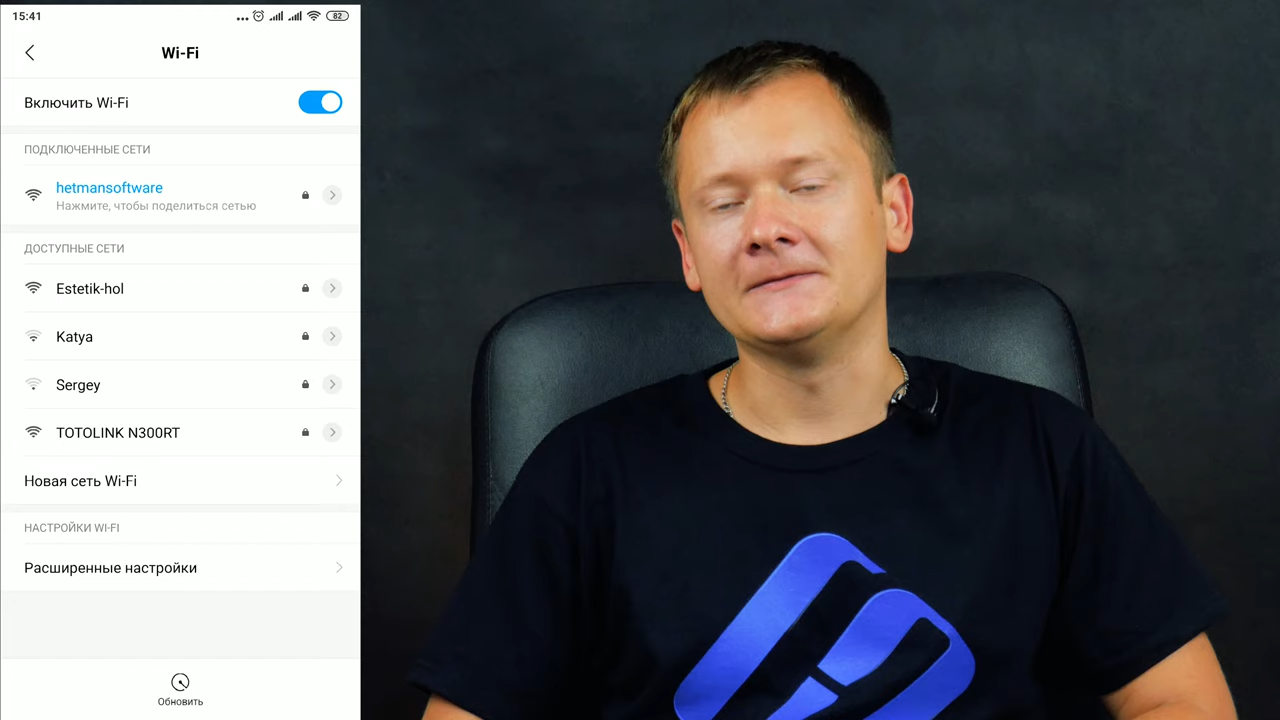 15:41
82
Wi-Fi
Включить Wi-Fi
ПОДКЛЮЧЕННЫЕ СЕТИ
hetmansoftware
Нажмите, чтобы поделиться сетью
ДОСТУПНЫЕ СЕТИ
Estetik-hol
Katya
Sergey
TOTOLINK N300RT
Новая сеть Wi-Fi
НАСТРОЙКИ WI-FI
Расширенные настройки
Обновить